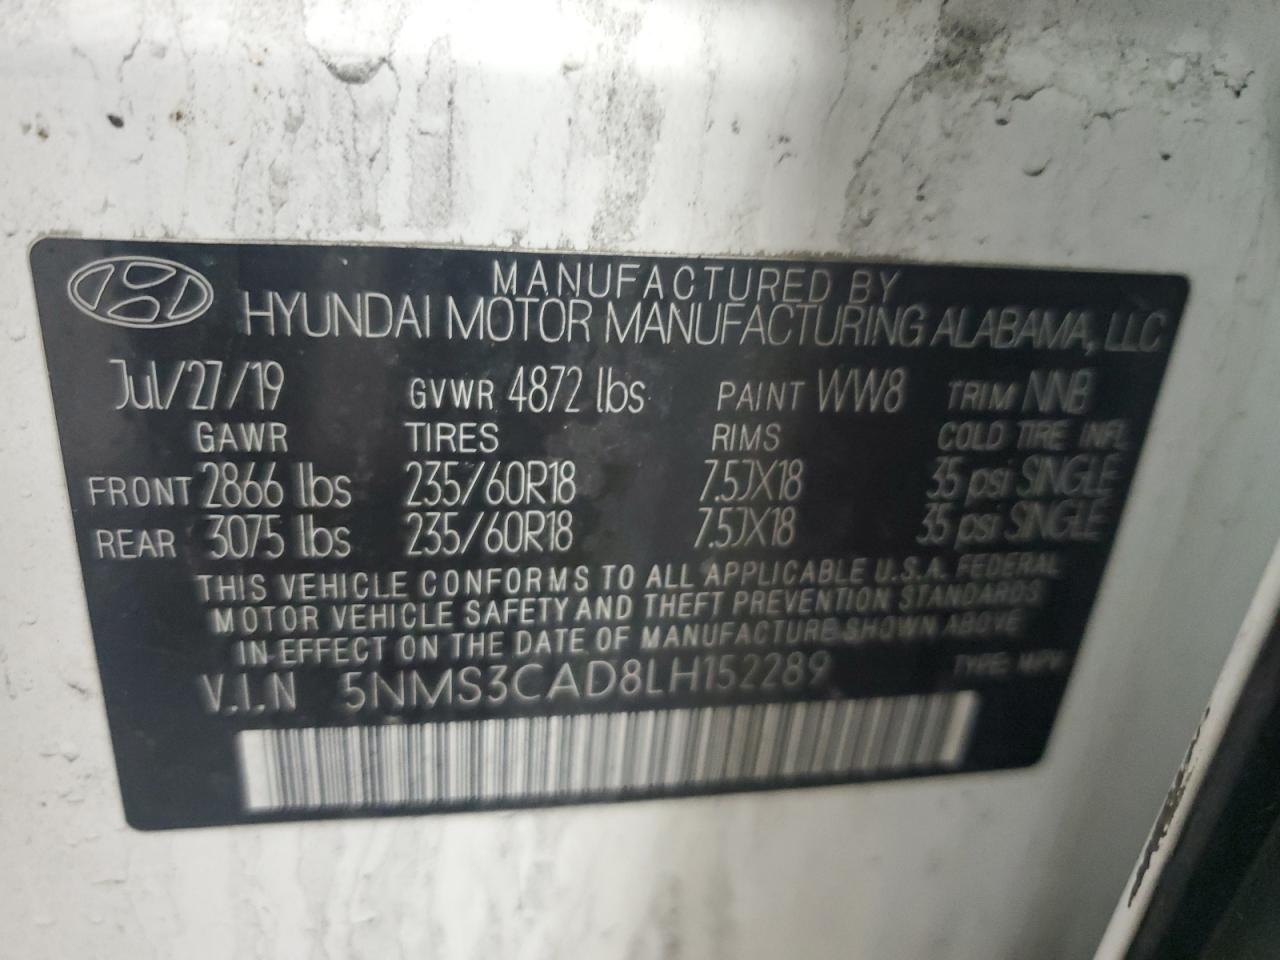 MANUFACTURED BY
HYUNDAI MOTOR MANUFACTURING ALABAMA, LLC
Jul/27/19 GVWR 4872 lbs PAINT WW8 TRIM NNB
GAWR TIRES RIMS COLD TIRE INFL
FRONT 2866 lbs 235/60R18 7.5JX18 35 psi SINGLE
REAR 3075 lbs 235/60R18 7.5JX18 35 psi SINGLE
THIS VEHICLE CONFORMS TO ALL APPLICABLE U.S.A. FEDERAL
MOTOR VEHICLE SAFETY AND THEFT PREVENTION STANDARDS
IN EFFECT ON THE DATE OF MANUFACTURE SHOWN ABOVE
V.I.N 5NMS3CAD8LH152289 TYPE: MPV